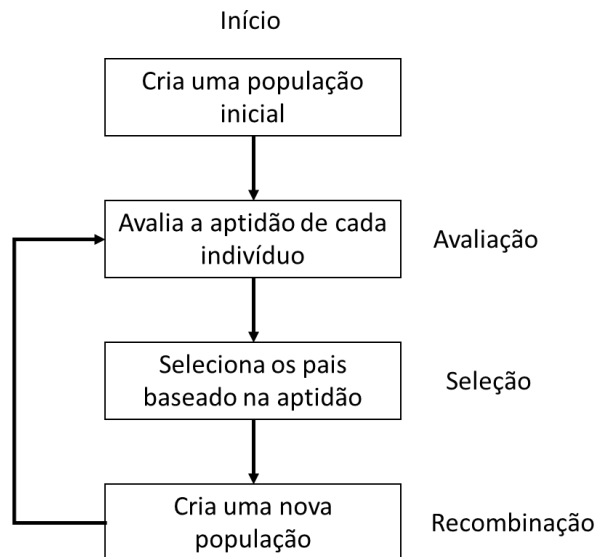 Início
Cria uma população
inicial
Avalia a aptidão de cada
indivíduo
Avaliação
Seleciona os pais
baseado na aptidão
Seleção
Cria uma nova
população
Recombinação